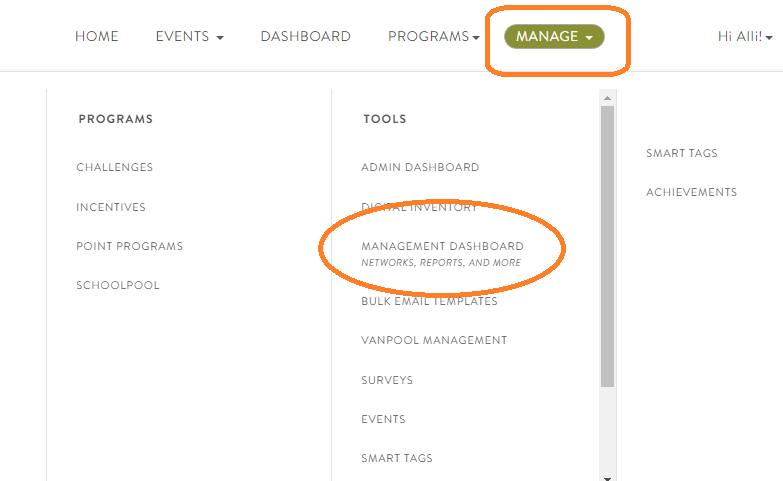 HOME EVENTS DASHBOARD PROGRAMS MANAGE Hi Alli!
PROGRAMS
CHALLENGES
INCENTIVES
POINT PROGRAMS
SCHOOLPOOL
TOOLS
ADMIN DASHBOARD
DIGITAL INVENTORY
MANAGEMENT DASHBOARD
NETWORKS, REPORTS, AND MORE
BULK EMAIL TEMPLATES
VANPOOL MANAGEMENT
SURVEYS
EVENTS
SMART TAGS
SMART TAGS
ACHIEVEMENTS